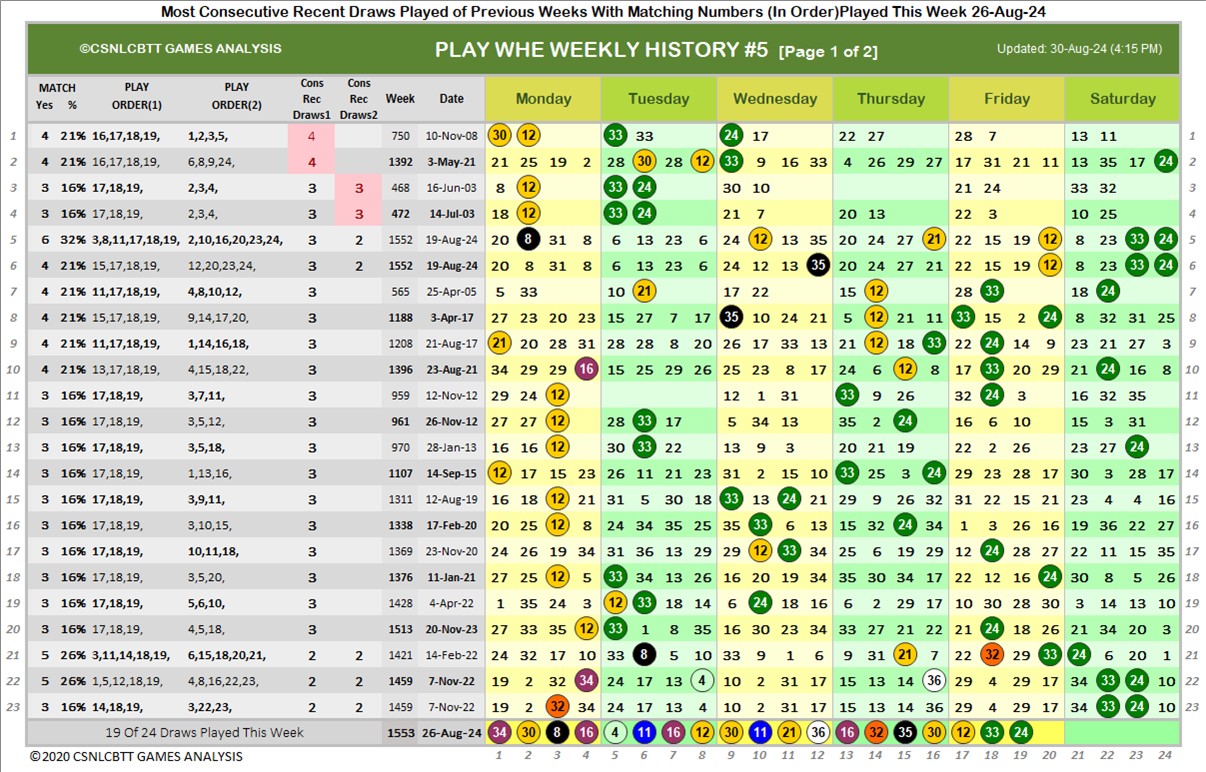 Most Consecutive Recent Draws Played of Previous Weeks With Matching Numbers (In Order)Played This Week 26-Aug-24
©CSNLCBTT GAMES ANALYSIS PLAY WHE WEEKLY HISTORY #5 [Page 1 of 2] Updated: 30-Aug-24 (4:15 PM)
MATCH Yes % PLAY ORDER(1) PLAY ORDER(2) Cons Rec Draws1 Cons Rec Draws2 Week Date Monday Tuesday Wednesday Thursday Friday Saturday
1 4 21% 16,17,18,19, 1,2,3,5, 4 750 10-Nov-08 30 12 33 33 24 17 22 27 28 7 13 11 1
2 4 21% 16,17,18,19, 6,8,9,24, 4 1392 3-May-21 21 25 19 2 28 30 28 12 33 9 16 33 4 26 29 27 17 31 21 11 13 35 17 24 2
3 3 16% 17,18,19, 2,3,4, 3 3 468 16-Jun-03 8 12 33 24 30 10 21 24 33 32 3
4 3 16% 17,18,19, 2,3,4, 3 3 472 14-Jul-03 18 12 33 24 21 7 20 13 22 3 10 25 4
5 6 32% 3,8,11,17,18,19, 2,10,16,20,23,24, 3 2 1552 19-Aug-24 20 8 31 8 6 13 23 6 24 12 13 35 20 24 27 21 22 15 19 12 8 23 33 24 5
6 4 21% 15,17,18,19, 12,20,23,24, 3 2 1552 19-Aug-24 20 8 31 8 6 13 23 6 24 12 13 35 20 24 27 21 22 15 19 12 8 23 33 24 6
7 4 21% 11,17,18,19, 4,8,10,12, 3 565 25-Apr-05 5 33 10 21 17 22 15 12 28 33 18 24 7
8 4 21% 15,17,18,19, 9,14,17,20, 3 1188 3-Apr-17 27 23 20 23 15 27 7 17 35 10 24 21 5 12 21 11 33 15 2 24 8 32 31 25 8
9 4 21% 11,17,18,19, 1,14,16,18, 3 1208 21-Aug-17 21 20 28 31 28 28 8 20 26 17 33 13 21 12 18 33 22 24 14 9 23 21 27 3 9
10 4 21% 13,17,18,19, 4,15,18,22, 3 1396 23-Aug-21 34 29 29 16 15 25 29 26 25 23 8 17 24 6 12 8 17 33 20 29 21 24 16 8 10
11 3 16% 17,18,19, 3,7,11, 3 959 12-Nov-12 29 24 12 12 1 31 33 9 26 32 24 3 16 32 35 11
12 3 16% 17,18,19, 3,5,12, 3 961 26-Nov-12 27 27 12 28 33 17 5 34 13 35 2 24 16 6 10 15 3 31 12
13 3 16% 17,18,19, 3,5,18, 3 970 28-Jan-13 16 16 12 30 33 22 13 9 3 20 21 19 22 2 26 23 27 24 13
14 3 16% 17,18,19, 1,13,16, 3 1107 14-Sep-15 12 17 15 23 26 11 21 23 31 2 15 10 33 25 3 24 29 23 28 17 30 3 28 17 14
15 3 16% 17,18,19, 3,9,11, 3 1311 12-Aug-19 16 18 12 21 31 5 30 18 33 13 24 21 29 9 26 32 31 22 15 21 23 4 4 16 15
16 3 16% 17,18,19, 3,10,15, 3 1338 17-Feb-20 20 25 12 8 24 34 35 25 35 33 6 13 15 32 24 34 1 3 26 16 19 36 22 27 16
17 3 16% 17,18,19, 10,11,18, 3 1369 23-Nov-20 24 26 19 34 31 36 13 29 29 12 33 34 25 6 19 29 12 24 28 27 22 11 15 35 17
18 3 16% 17,18,19, 3,5,20, 3 1376 11-Jan-21 27 25 12 5 33 34 13 26 16 20 19 34 35 30 34 17 22 12 16 24 30 8 5 26 18
19 3 16% 17,18,19, 5,6,10, 3 1428 4-Apr-22 1 35 24 3 12 33 18 14 6 24 18 16 6 2 29 17 10 30 28 30 3 14 13 10 19
20 3 16% 17,18,19, 4,5,18, 3 1513 20-Nov-23 27 33 35 12 33 1 8 35 16 30 23 34 33 27 21 22 21 24 18 26 21 34 20 3 20
21 5 26% 3,11,14,18,19, 6,15,18,20,21, 2 2 1421 14-Feb-22 24 32 17 10 33 8 5 10 33 9 1 6 9 31 21 7 22 32 29 33 24 6 20 1 21
22 5 26% 1,5,12,18,19, 4,8,16,22,23, 2 2 1459 7-Nov-22 19 2 32 34 24 17 13 4 10 2 31 17 15 13 14 36 29 4 29 17 34 33 24 10 22
23 3 16% 14,18,19, 3,22,23, 2 2 1459 7-Nov-22 19 2 32 34 24 17 13 4 10 2 31 17 15 13 14 36 29 4 29 17 34 33 24 10 23
19 Of 24 Draws Played This Week 1553 26-Aug-24 34 30 8 16 4 11 16 12 30 11 21 36 16 32 35 30 12 33 24
©2003 CSNLCBTT GAMES ANALYSIS 1 2 3 4 5 6 7 8 9 10 11 12 13 14 15 16 17 18 19 20 21 22 23 24